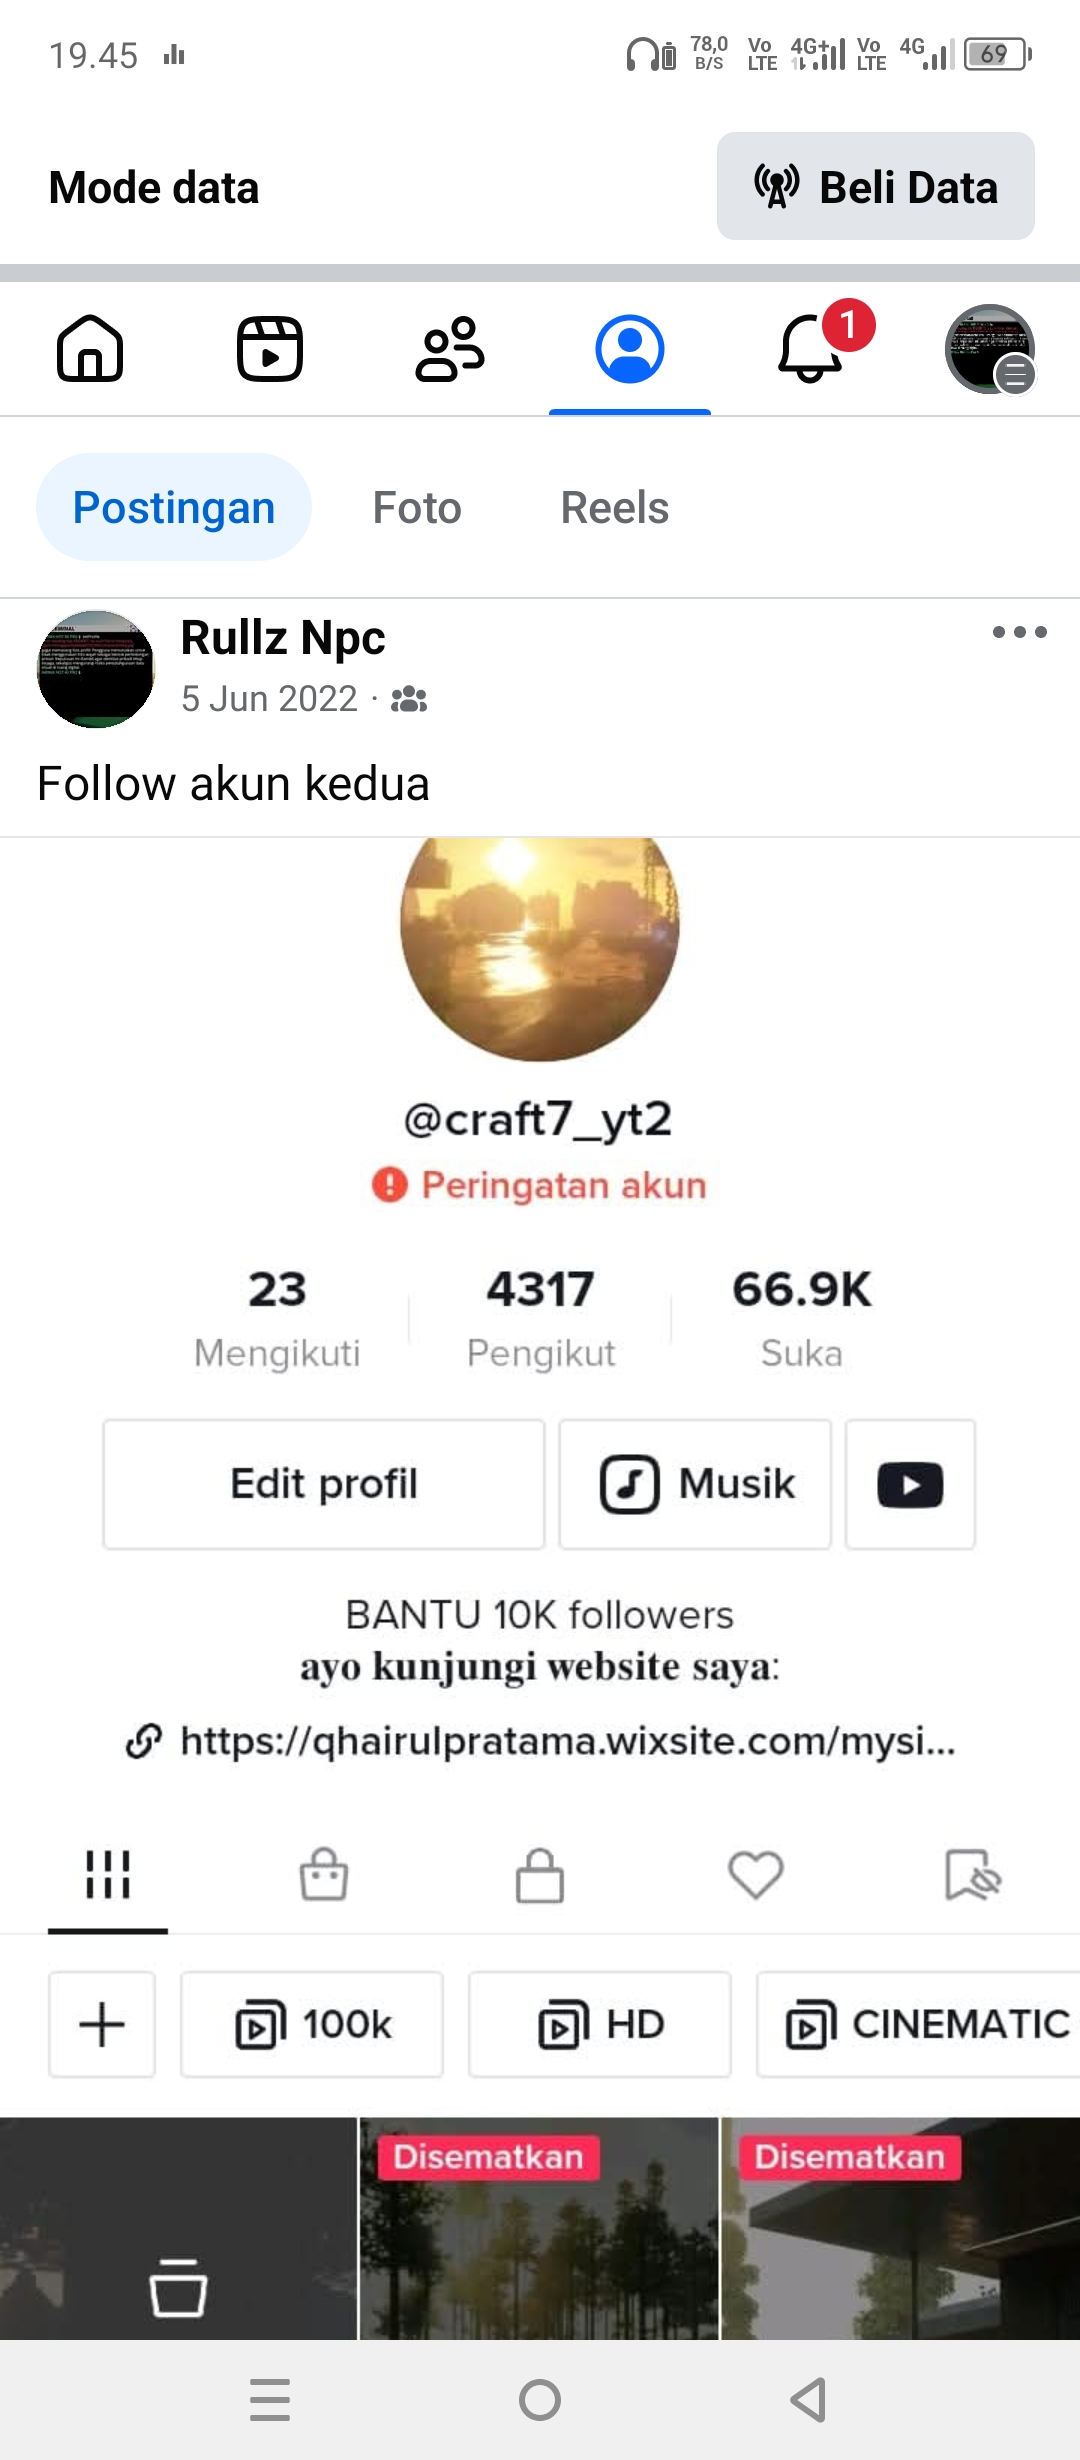 19.45
78,0 B/S Vo LTE 4G+ Vo LTE 4G 69
Mode data
Beli Data
1
Postingan Foto Reels
Rullz Npc
5 Jun 2022 ·
Follow akun kedua
@craft7_yt2
Peringatan akun
23 4317 66.9K
Mengikuti Pengikut Suka
Edit profil Musik
BANTU 10K followers
ayo kunjungi website saya:
https://qhairulpratama.wixsite.com/mysi...
100k HD CINEMATIC
Disematkan Disematkan